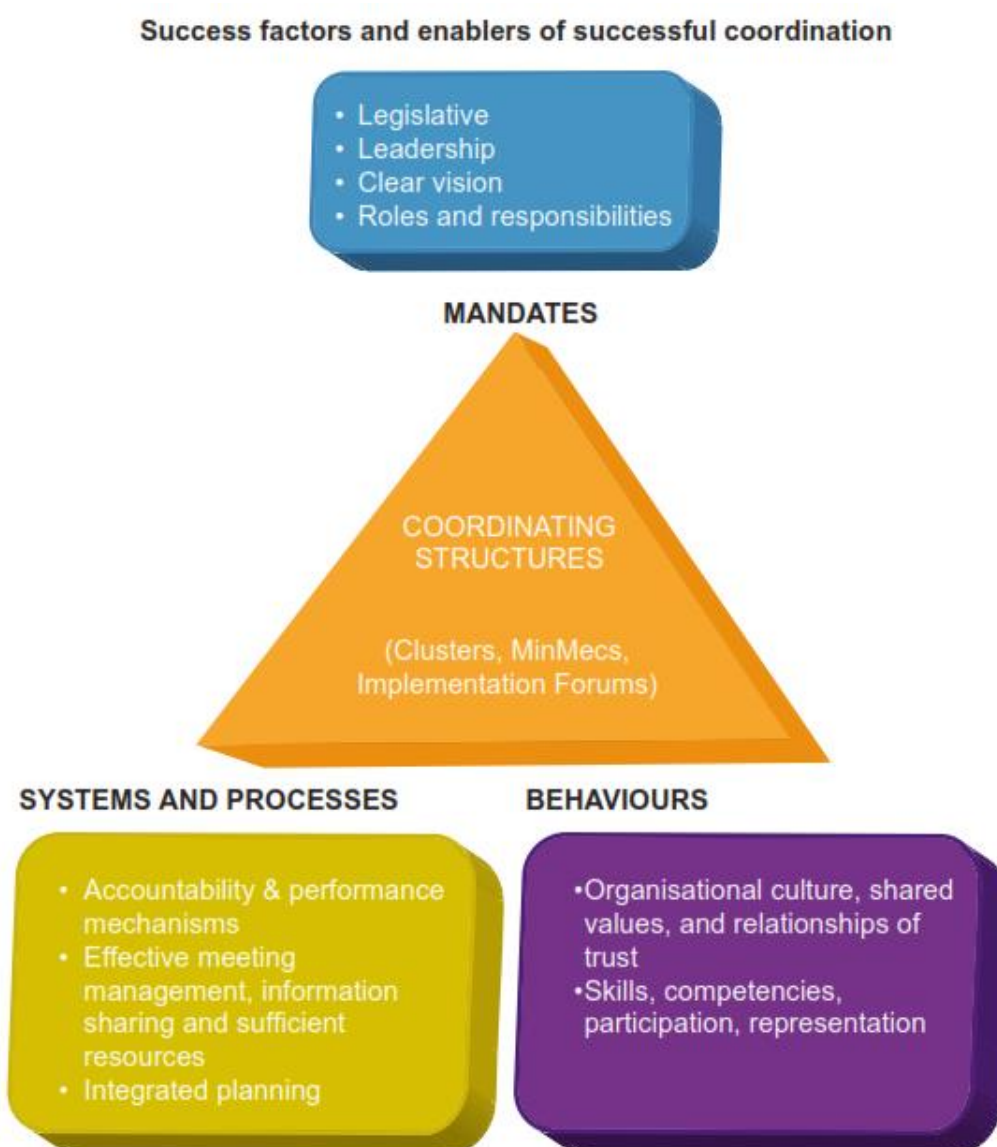 Success factors and enablers of successful coordination
• Legislative
• Leadership
• Clear vision
• Roles and responsibilities
MANDATES
COORDINATING
STRUCTURES
(Clusters, MinMecs,
Implementation Forums)
SYSTEMS AND PROCESSES
• Accountability & performance
mechanisms
• Effective meeting
management, information
sharing and sufficient
resources
• Integrated planning
BEHAVIOURS
•Organisational culture, shared
values, and relationships of
trust
•Skills, competencies,
participation, representation